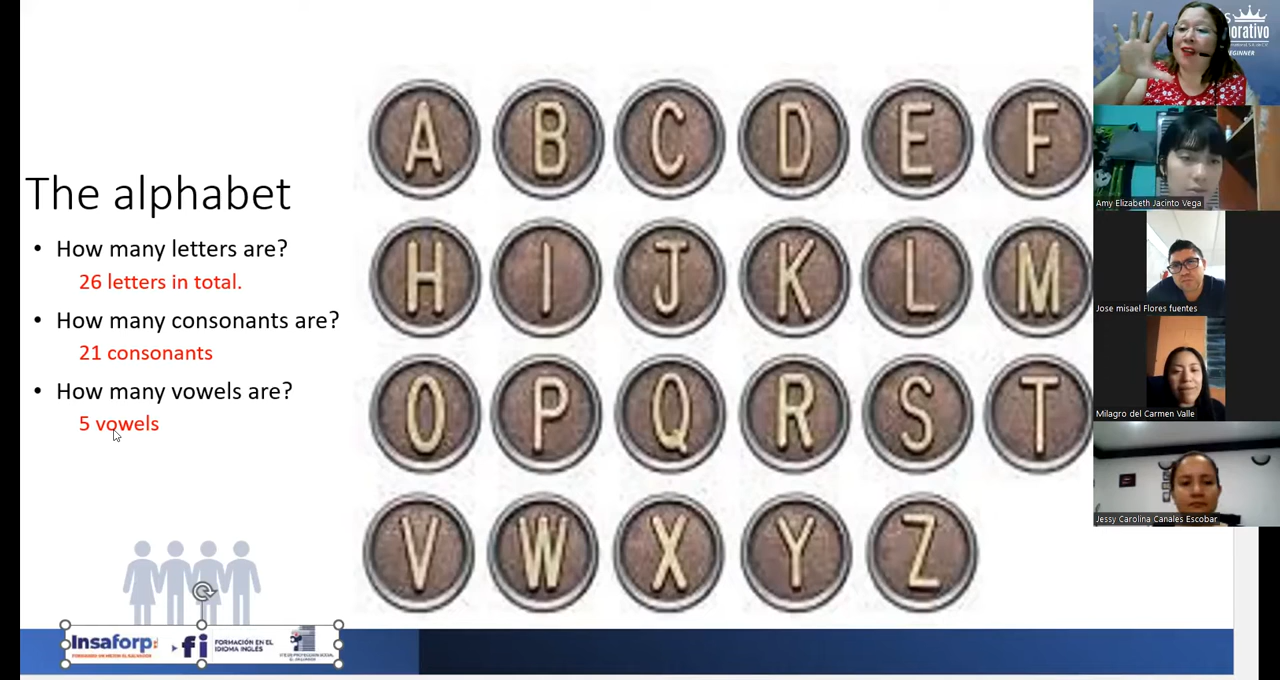 The alphabet
• How many letters are?
26 letters in total.
• How many consonants are?
21 consonants
• How many vowels are?
5 vowels
A B C D E F
H I J K L M
O P Q R S T
V W X Y Z
Insaforp
fi FORMACIÓN EN EL
IDIOMA INGLÉS
EGINNER
Amy Elizabeth Jacinto Vega
Jose misael Flores fuentes
Milagro del Carmen Valle
Jessy Carolina Canales Escobar